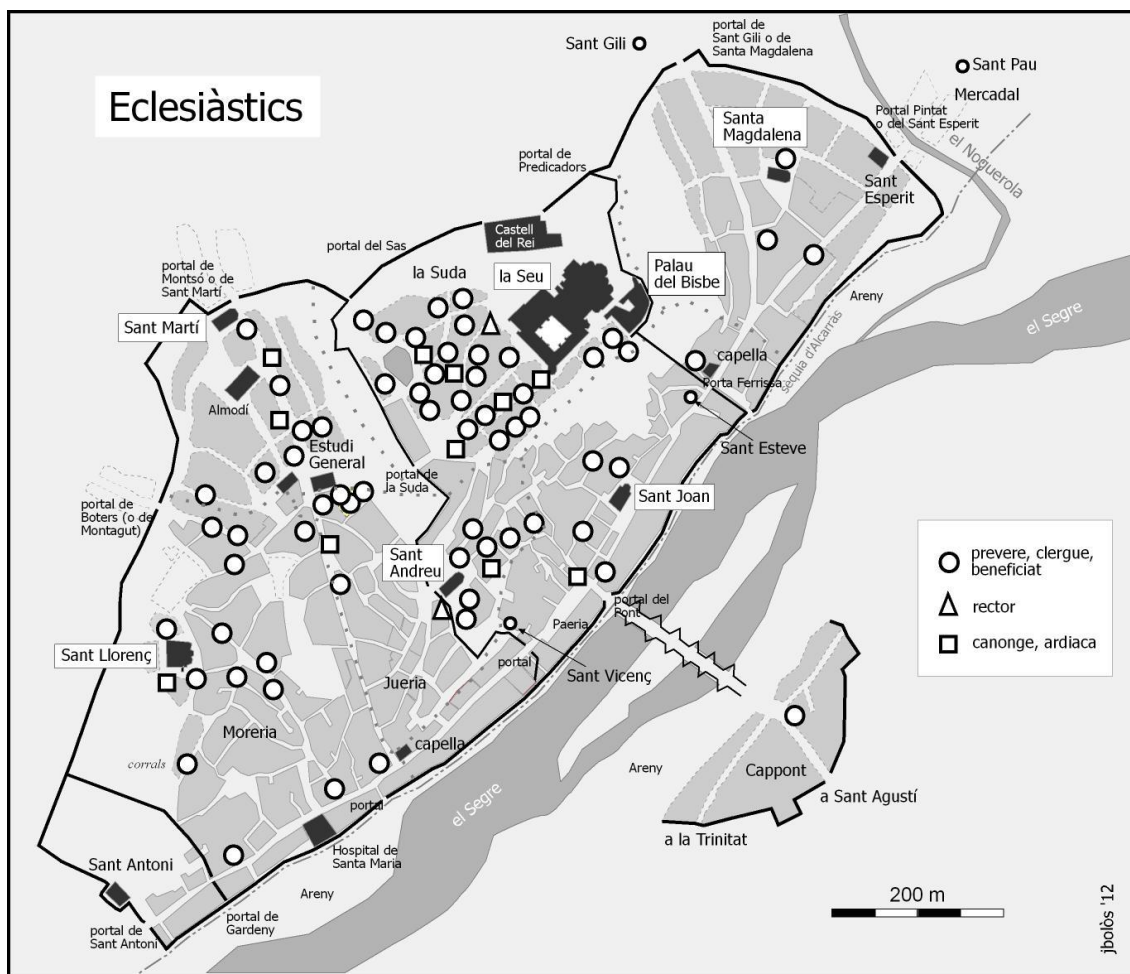 Eclesiàstics
Sant Gili
portal de
Sant Gili o de
Santa Magdalena
Sant Pau
Mercadal
Portal Pintat
o del Sant Esperit
el Noguerola
Santa
Magdalena
Sant
Esperit
portal de
Predicadors
Castell
del Rei
portal del Sas
la Suda
la Seu
Palau
del Bisbe
portal de
Montsó o de
Sant Martí
Sant Martí
Areny
el Segre
sequia d'Alcarràs
capella
Porta Ferrissa
Almodí
Sant Esteve
Estudi
General
portal de
la Suda
Sant Joan
portal de
Boters (o de
Montagut)
Sant
Andreu
prevere, clergue,
beneficiat
rector
canonge, ardiaca
portal del
Pont
Paeria
portal
Sant Vicenç
Sant Llorenç
Jueria
Moreria
corrals
capella
Areny
Cappont
a Sant Agustí
el Segre
portal
a la Trinitat
Hospital de
Santa Maria
Sant Antoni
Areny
200 m
portal de
Gardeny
portal de
Sant Antoni
jbolòs '12